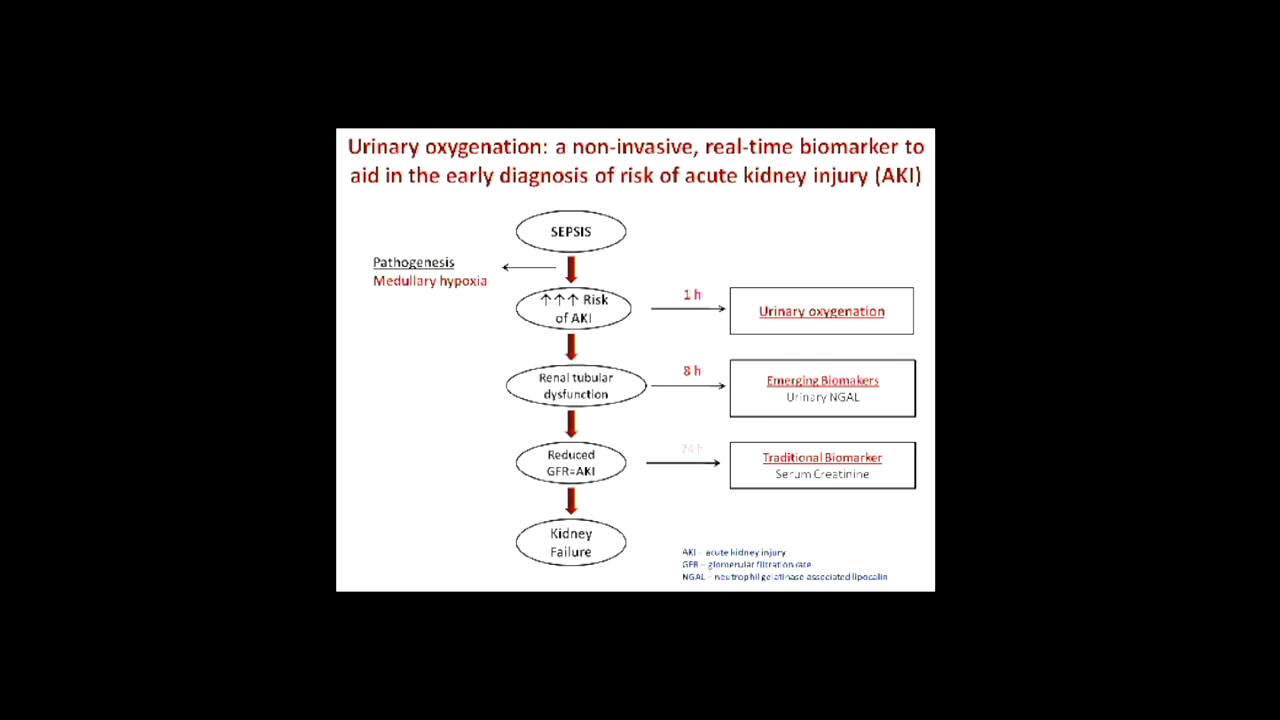 Urinary oxygenation: a non-invasive, real-time biomarker to
aid in the early diagnosis of risk of acute kidney injury (AKI)
SEPSIS
Pathogenesis
Medullary hypoxia
↑↑↑ Risk
of AKI
1 h
Urinary oxygenation
Renal tubular
dysfunction
8 h
Emerging Biomakers
Urinary NGAL
Reduced
GFR=AKI
24 h
Traditional Biomarker
Serum Creatinine
Kidney
Failure
AKI – acute kidney injury
GFR – glomerular filtration rate
NGAL – neutrophil gelatinase associated lipocalin